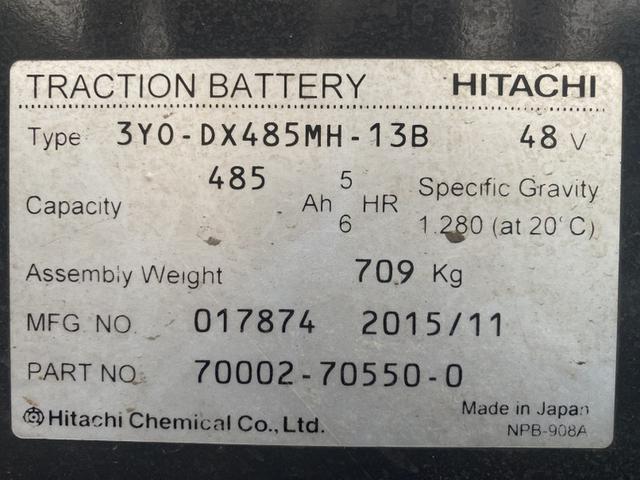 TRACTION BATTERY HITACHI
Type 3Y0-DX485MH-13B 48 V
Capacity 485 Ah 5 HR Specific Gravity
6 1.280 (at 20°C)
Assembly Weight 709 Kg
MFG NO. 017874 2015/11
PART NO 70002-70550-0
Hitachi Chemical Co., Ltd. Made in Japan
NPB-908A